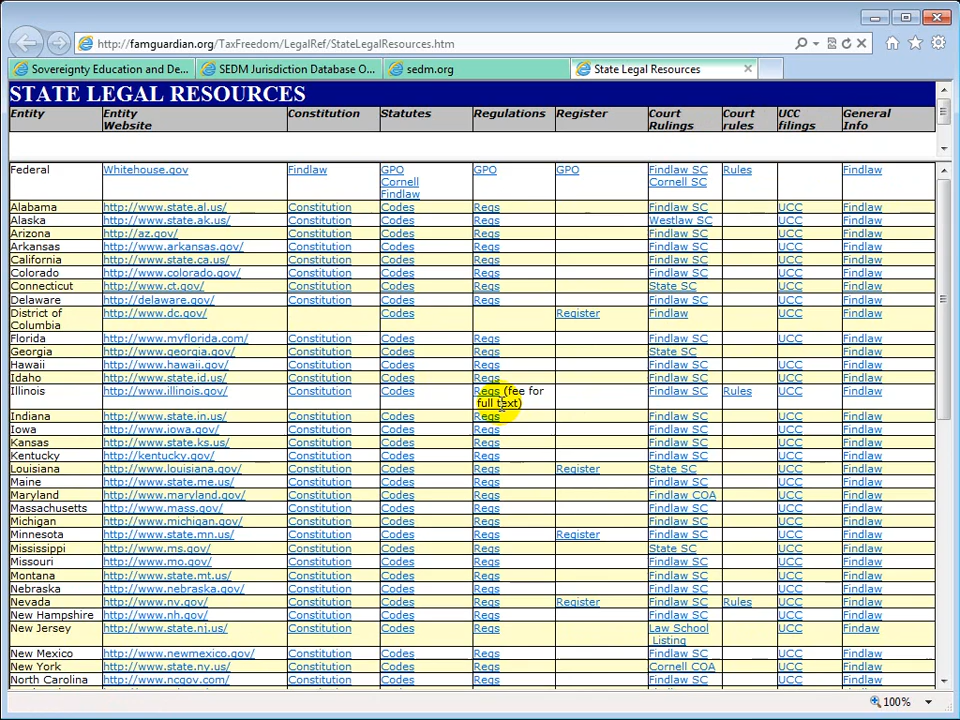 http://famguardian.org/TaxFreedom/LegalRef/StateLegalResources.htm
Sovereignty Education and De... SEDM Jurisdiction Database O... sedm.org State Legal Resources
STATE LEGAL RESOURCES
Entity Entity Website Constitution Statutes Regulations Register Court Rulings Court rules UCC filings General Info
Federal Whitehouse.gov Findlaw GPO GPO GPO Findlaw SC Rules Findlaw
Cornell Cornell SC
Findlaw
Alabama http://www.state.al.us/ Constitution Codes Regs Findlaw SC UCC Findlaw
Alaska http://www.state.ak.us/ Constitution Codes Regs Westlaw SC UCC Findlaw
Arizona http://az.gov/ Constitution Codes Regs Findlaw SC UCC Findlaw
Arkansas http://www.arkansas.gov/ Constitution Codes Regs Findlaw SC UCC Findlaw
California http://www.state.ca.us/ Constitution Codes Regs Findlaw SC UCC Findlaw
Colorado http://www.colorado.gov/ Constitution Codes Regs Findlaw SC UCC Findlaw
Connecticut http://www.ct.gov/ Constitution Codes Regs State SC UCC Findlaw
Delaware http://delaware.gov/ Constitution Codes Regs Findlaw SC UCC Findlaw
District of http://www.dc.gov/ Codes Register Findlaw UCC Findlaw
Columbia
Florida http://www.myflorida.com/ Constitution Codes Regs Findlaw SC UCC Findlaw
Georgia http://www.georgia.gov/ Constitution Codes Regs State SC Findlaw
Hawaii http://www.hawaii.gov/ Constitution Codes Regs Findlaw SC UCC Findlaw
Idaho http://www.state.id.us/ Constitution Codes Regs Findlaw SC UCC Findlaw
Illinois http://www.illinois.gov/ Constitution Codes Regs (fee for Findlaw SC Rules UCC Findlaw
full text)
Indiana http://www.state.in.us/ Constitution Codes Regs Findlaw SC UCC Findlaw
Iowa http://www.iowa.gov/ Constitution Codes Regs Findlaw SC UCC Findlaw
Kansas http://www.state.ks.us/ Constitution Codes Regs Findlaw SC UCC Findlaw
Kentucky http://kentucky.gov/ Constitution Codes Regs Findlaw SC UCC Findlaw
Louisiana http://www.louisiana.gov/ Constitution Codes Regs Register State SC UCC Findlaw
Maine http://www.state.me.us/ Constitution Codes Regs Findlaw SC UCC Findlaw
Maryland http://www.maryland.gov/ Constitution Codes Regs Findlaw COA UCC Findlaw
Massachusetts http://www.mass.gov/ Constitution Codes Regs Findlaw SC UCC Findlaw
Michigan http://www.michigan.gov/ Constitution Codes Regs Findlaw SC UCC Findlaw
Minnesota http://www.state.mn.us/ Constitution Codes Regs Register Findlaw SC UCC Findlaw
Mississippi http://www.ms.gov/ Constitution Codes Regs State SC UCC Findlaw
Missouri http://www.mo.gov/ Constitution Codes Regs Findlaw SC UCC Findlaw
Montana http://www.state.mt.us/ Constitution Codes Regs Findlaw SC UCC Findlaw
Nebraska http://www.nebraska.gov/ Constitution Codes Regs Findlaw SC UCC Findlaw
Nevada http://www.nv.gov/ Constitution Codes Regs Register Findlaw SC Rules UCC Findlaw
New Hampshire http://www.nh.gov/ Constitution Codes Regs Findlaw SC UCC Findlaw
New Jersey http://www.state.nj.us/ Constitution Codes Regs Law School UCC Findaw
Listing
New Mexico http://www.newmexico.gov/ Constitution Codes Regs Findlaw SC UCC Findlaw
New York http://www.state.ny.us/ Constitution Codes Regs Cornell COA UCC Findlaw
North Carolina http://www.ncgov.com/ Constitution Codes Regs Findlaw SC UCC Findlaw
100%